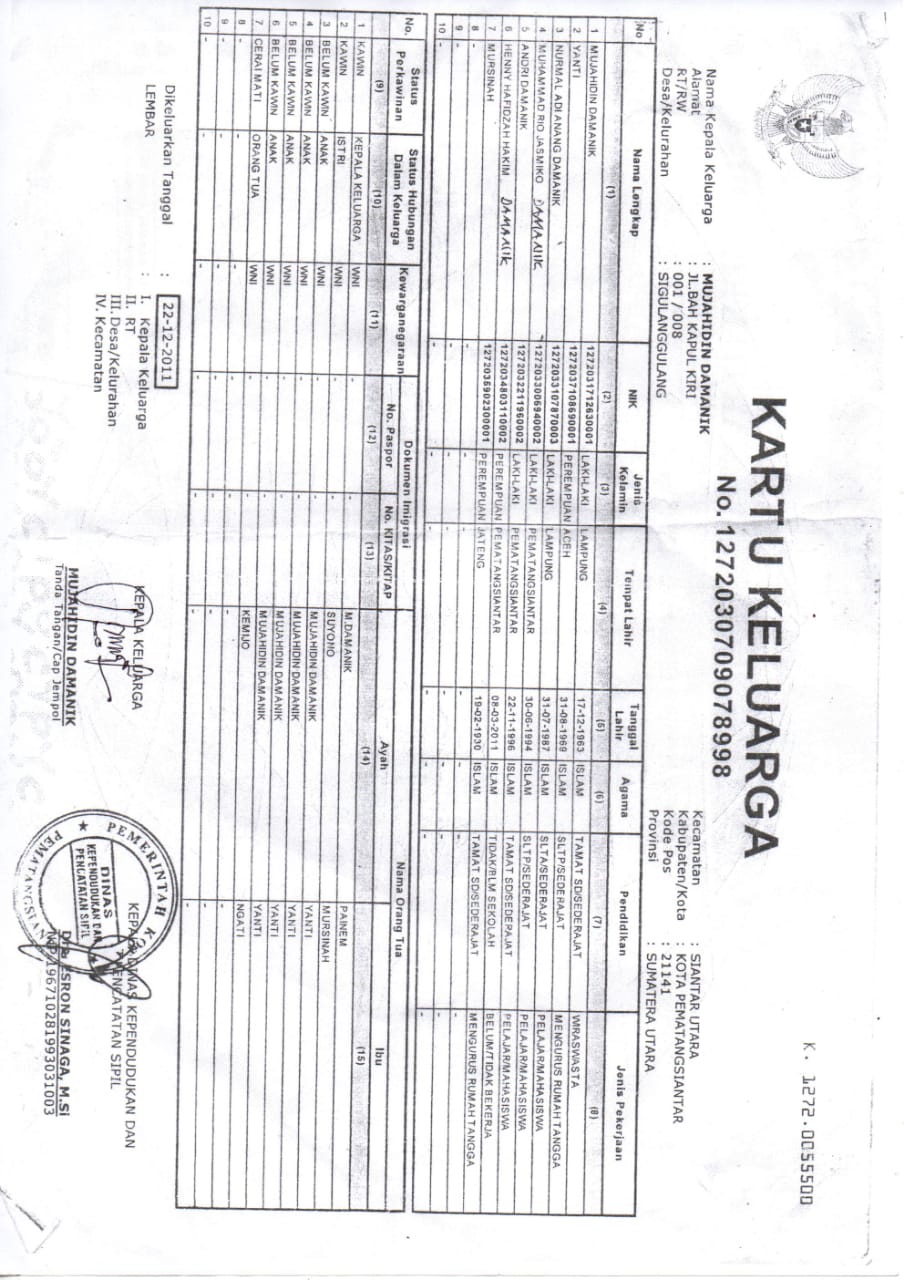 K. 1272.0055500
KARTU KELUARGA
No. 1272030709078998
Nama Kepala Keluarga : MUJAHIDIN DAMANIK
Alamat : JL.BAH KAPUL KIRI
RT/RW : 001 / 008
Desa/Kelurahan : SIGULANGGULANG
Kecamatan : SIANTAR UTARA
Kabupaten/Kota : KOTA PEMATANGSIANTAR
Kode Pos : 21141
Provinsi : SUMATERA UTARA
No Nama Lengkap NIK Jenis Kelamin Tempat Lahir Tanggal Lahir Agama Pendidikan Jenis Pekerjaan
(1) (2) (3) (4) (5) (6) (7) (8)
1 MUJAHIDIN DAMANIK 1272031712630001 LAKI-LAKI LAMPUNG 17-12-1963 ISLAM TAMAT SD/SEDERAJAT WIRASWASTA
2 YANTI 1272037108690001 PEREMPUAN ACEH 31-08-1969 ISLAM SLTP/SEDERAJAT MENGURUS RUMAH TANGGA
3 NURMAL ADI ANANG DAMANIK 1272033107870003 LAKI-LAKI LAMPUNG 31-07-1987 ISLAM SLTA/SEDERAJAT PELAJAR/MAHASISWA
4 MUHAMMAD RIO JASMIKO DAMANIK 1272033006940002 LAKI-LAKI PEMATANGSIANTAR 30-06-1994 ISLAM SLTP/SEDERAJAT PELAJAR/MAHASISWA
5 ANDRI DAMANIK 1272032211960002 LAKI-LAKI PEMATANGSIANTAR 22-11-1996 ISLAM TAMAT SD/SEDERAJAT PELAJAR/MAHASISWA
6 HENNY HAFIDZAH HAKIM DAMANIK 1272034803110002 PEREMPUAN PEMATANGSIANTAR 08-03-2011 ISLAM TIDAK/BLM SEKOLAH BELUM/TIDAK BEKERJA
7 MURSINAH 1272035902300001 PEREMPUAN JATENG 19-02-1930 ISLAM TAMAT SD/SEDERAJAT MENGURUS RUMAH TANGGA
8 - - - - - - - -
9 - - - - - - - -
10 - - - - - - - -
No. Status Perkawinan Status Hubungan Dalam Keluarga Kewarganegaraan Dokumen Imigrasi Nama Orang Tua
No. Paspor No. KITAS/KITAP Ayah Ibu
(9) (10) (11) (12) (13) (14) (15)
1 KAWIN KEPALA KELUARGA WNI - - M.DAMANIK PAINEM
2 KAWIN ISTRI WNI - - SUYONO MURSINAH
3 BELUM KAWIN ANAK WNI - - MUJAHIDIN DAMANIK YANTI
4 BELUM KAWIN ANAK WNI - - MUJAHIDIN DAMANIK YANTI
5 BELUM KAWIN ANAK WNI - - MUJAHIDIN DAMANIK YANTI
6 BELUM KAWIN ANAK WNI - - MUJAHIDIN DAMANIK YANTI
7 CERAI MATI ORANG TUA WNI - - KEMIJO NGATI
8 - - - - - - -
9 - - - - - - -
10 - - - - - - -
Dikeluarkan Tanggal : 22-12-2011
LEMBAR : I. Kepala Keluarga
II. RT
III. Desa/Kelurahan
IV. Kecamatan
KEPALA KELUARGA
MUJAHIDIN DAMANIK
Tanda Tangan/Cap Jempol
KEPALA DINAS KEPENDUDUKAN DAN
PENCATATAN SIPIL
PEMERINTAH KOTA
DINAS
KEPENDUDUKAN DAN
PENCATATAN SIPIL
PEMATANGSIANTAR
Drs. ESRON SINAGA, M.Si
NIP. 196710281993031003